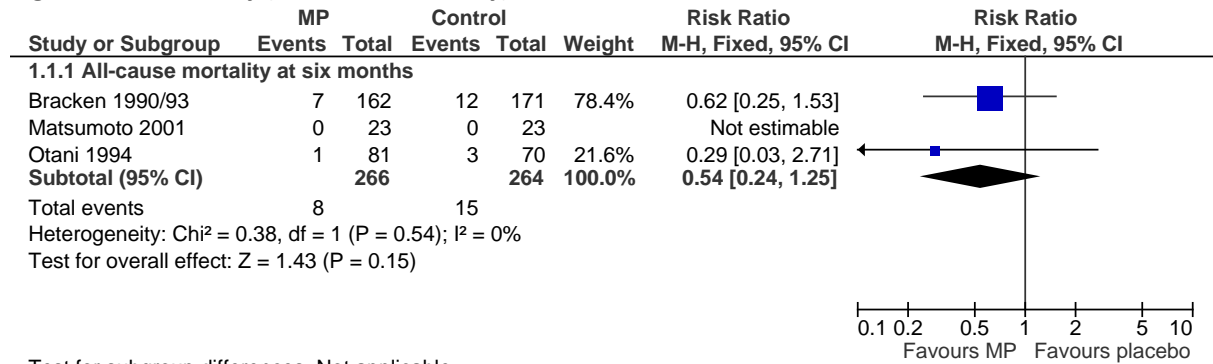 MP Control Risk Ratio Risk Ratio
Study or Subgroup Events Total Events Total Weight M-H, Fixed, 95% CI M-H, Fixed, 95% CI
1.1.1 All-cause mortality at six months
Bracken 1990/93 7 162 12 171 78.4% 0.62 [0.25, 1.53]
Matsumoto 2001 0 23 0 23 Not estimable
Otani 1994 1 81 3 70 21.6% 0.29 [0.03, 2.71]
Subtotal (95% CI) 266 264 100.0% 0.54 [0.24, 1.25]
Total events 8 15
Heterogeneity: Chi² = 0.38, df = 1 (P = 0.54); I² = 0%
Test for overall effect: Z = 1.43 (P = 0.15)
0.1 0.2 0.5 1 2 5 10
Favours MP Favours placebo
Test for subgroup differences: Not applicable